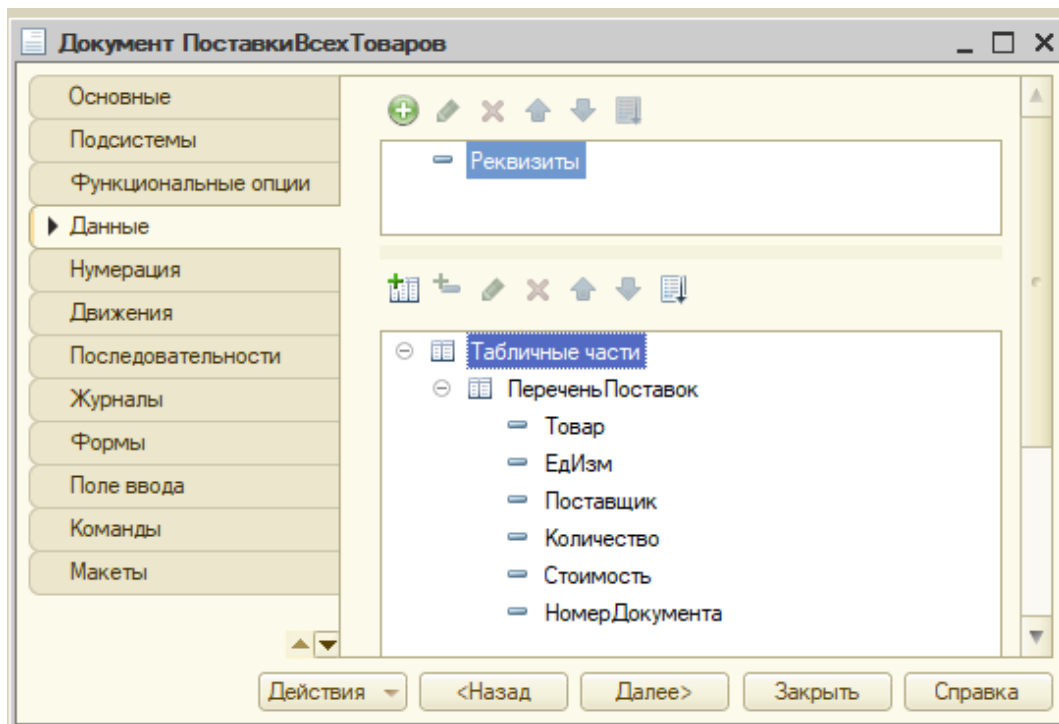 Документ ПоставкиВсехТоваров
Основные
Подсистемы
Функциональные опции
Данные
Нумерация
Движения
Последовательности
Журналы
Формы
Поле ввода
Команды
Макеты
Реквизиты
Табличные части
ПереченьПоставок
Товар
ЕдИзм
Поставщик
Количество
Стоимость
НомерДокумента
Действия
<Назад
Далее>
Закрыть
Справка